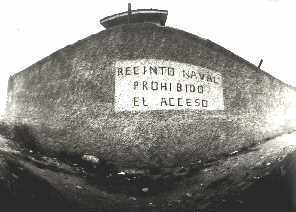 RECINTO NAVAL
PROHIBIDO
EL ACCESO